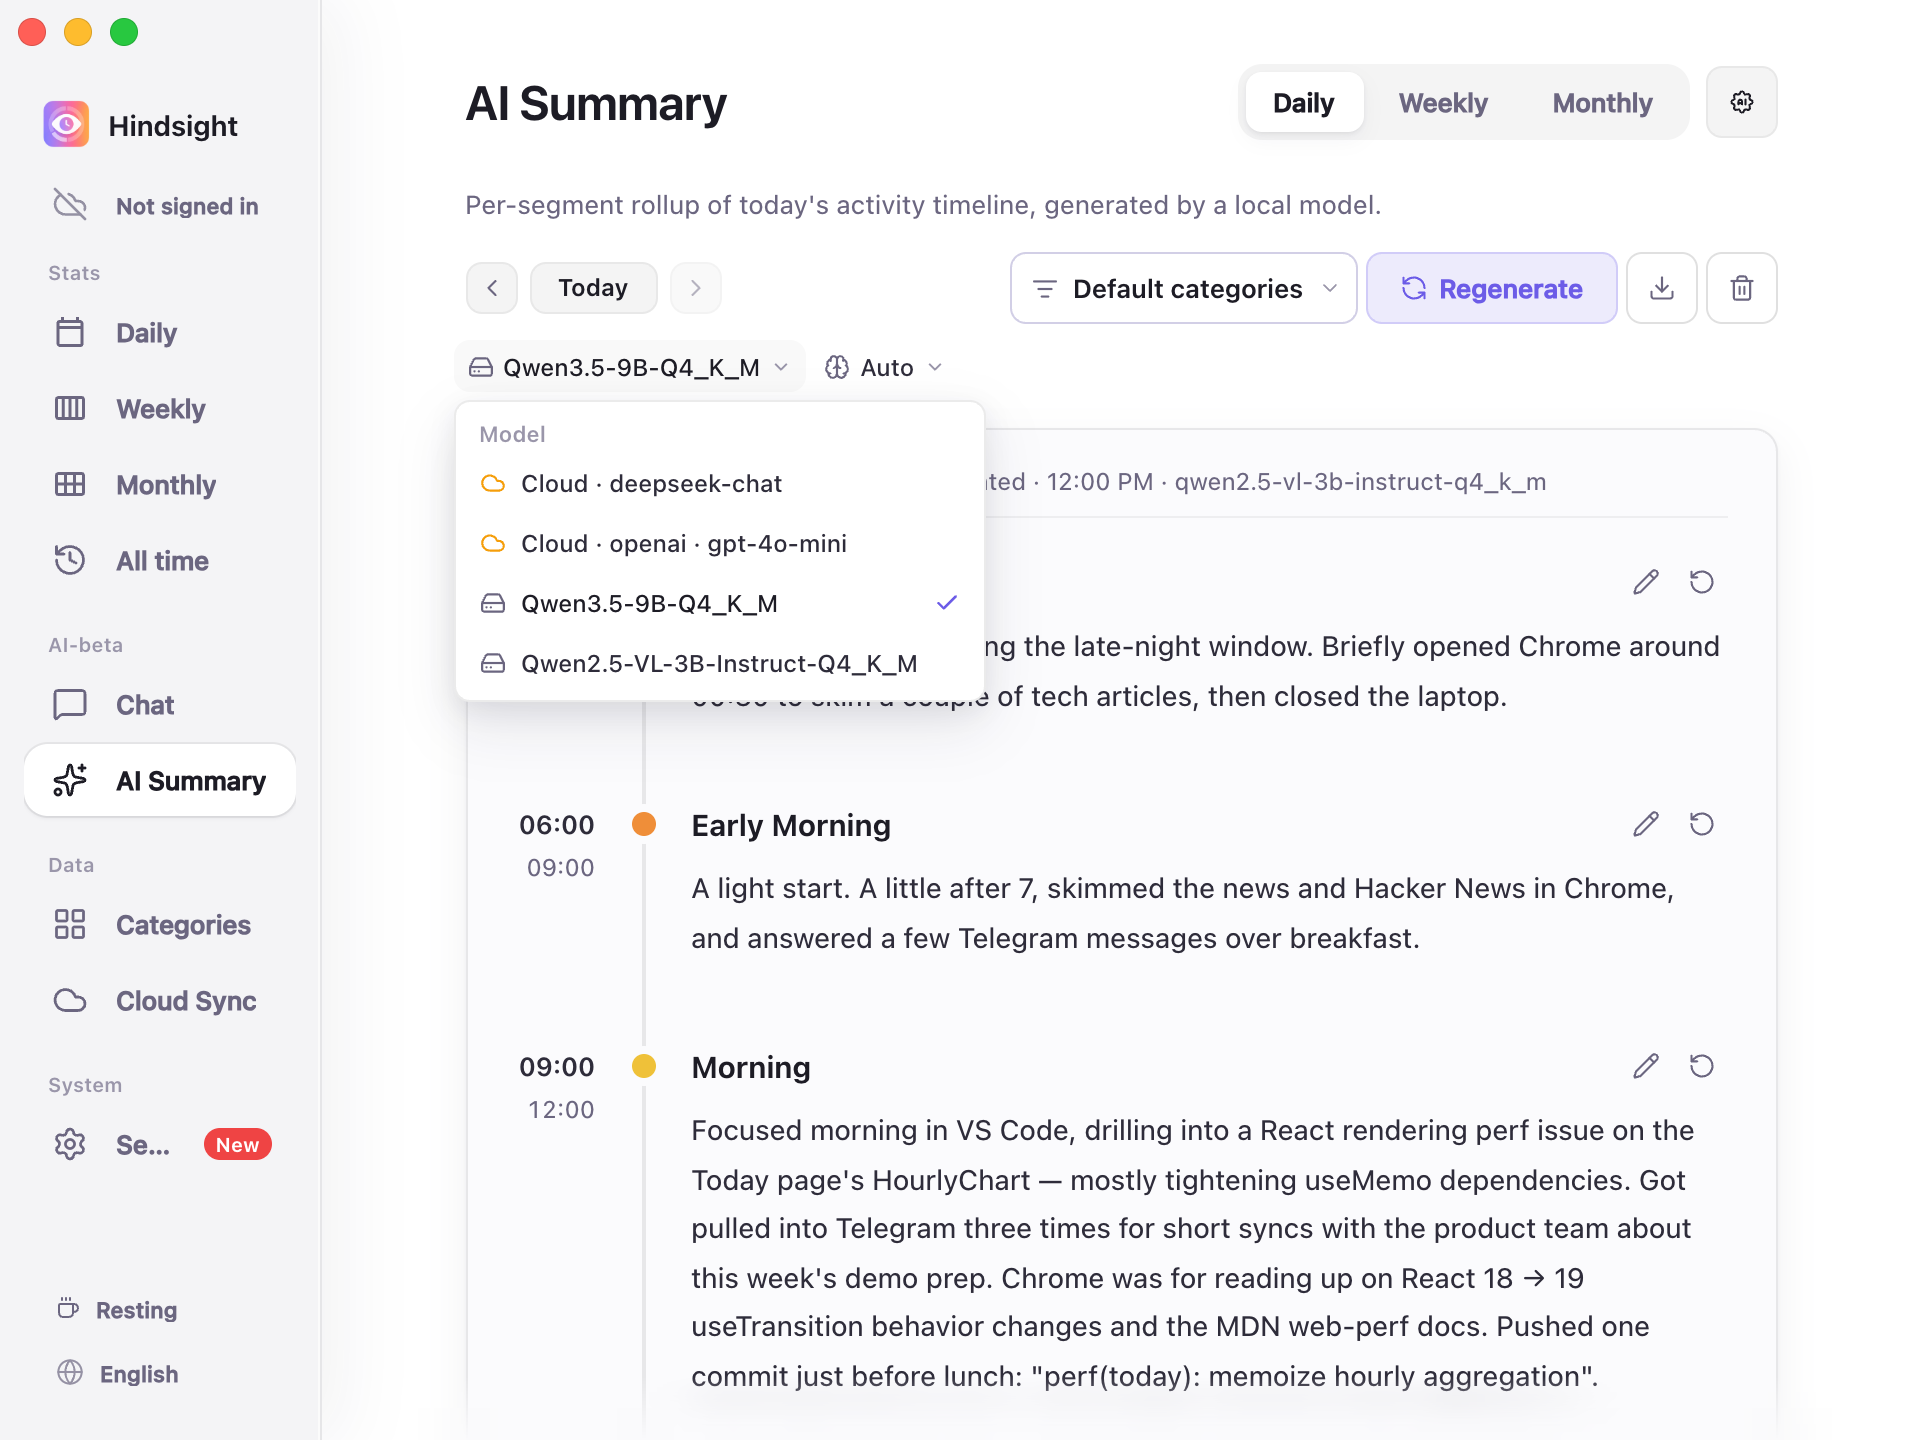 Hindsight
Not signed in
Stats
Daily
Weekly
Monthly
All time
AI-beta
Chat
AI Summary
Data
Categories
Cloud Sync
System
Se...
New
Resting
English
AI Summary
Daily
Weekly
Monthly
Per-segment rollup of today's activity timeline, generated by a local model.
Today
Default categories
Regenerate
Qwen3.5-9B-Q4_K_M
Auto
Model
Cloud · deepseek-chat
Cloud · openai · gpt-4o-mini
Qwen3.5-9B-Q4_K_M
Qwen2.5-VL-3B-Instruct-Q4_K_M
· 12:00 PM · qwen2.5-vl-3b-instruct-q4_k_m
the late-night window. Briefly opened Chrome around
of tech articles, then closed the laptop.
06:00
09:00
Early Morning
A light start. A little after 7, skimmed the news and Hacker News in Chrome,
and answered a few Telegram messages over breakfast.
09:00
12:00
Morning
Focused morning in VS Code, drilling into a React rendering perf issue on the
Today page's HourlyChart — mostly tightening useMemo dependencies. Got
pulled into Telegram three times for short syncs with the product team about
this week's demo prep. Chrome was for reading up on React 18 → 19
useTransition behavior changes and the MDN web-perf docs. Pushed one
commit just before lunch: "perf(today): memoize hourly aggregation".